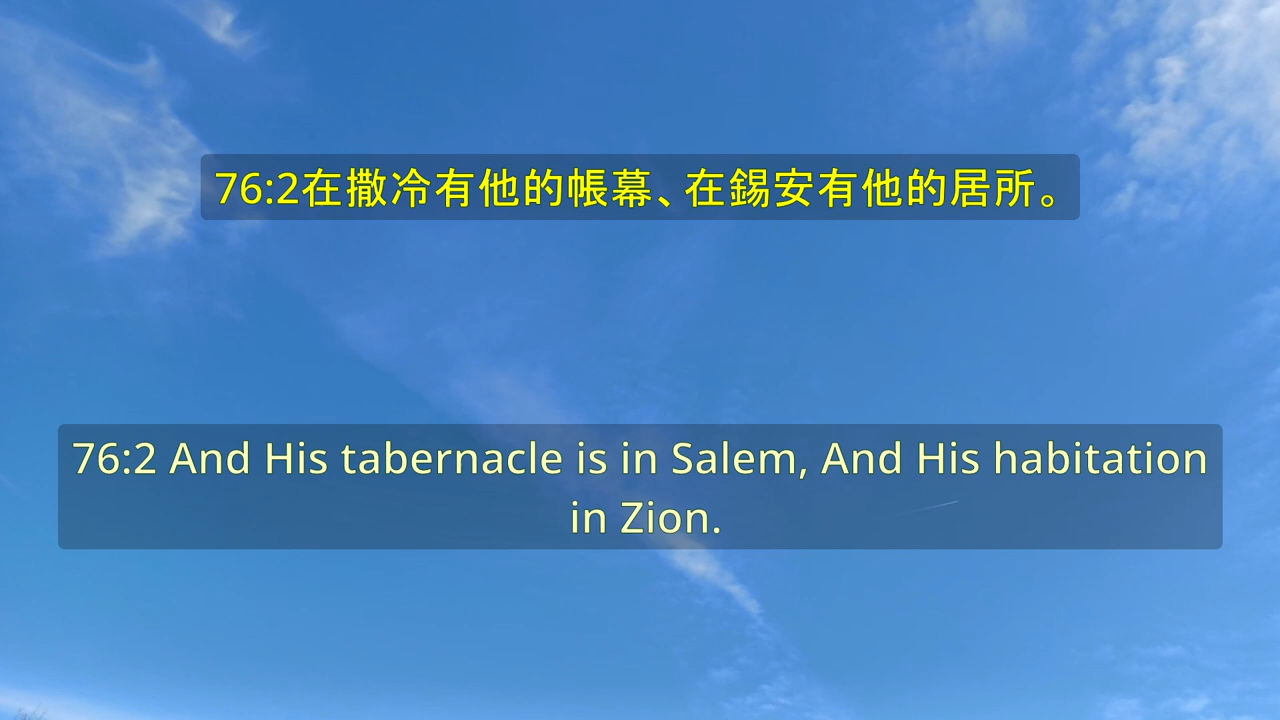 76:2在撒冷有他的帳幕、在錫安有他的居所。
76:2 And His tabernacle is in Salem, And His habitation
in Zion.